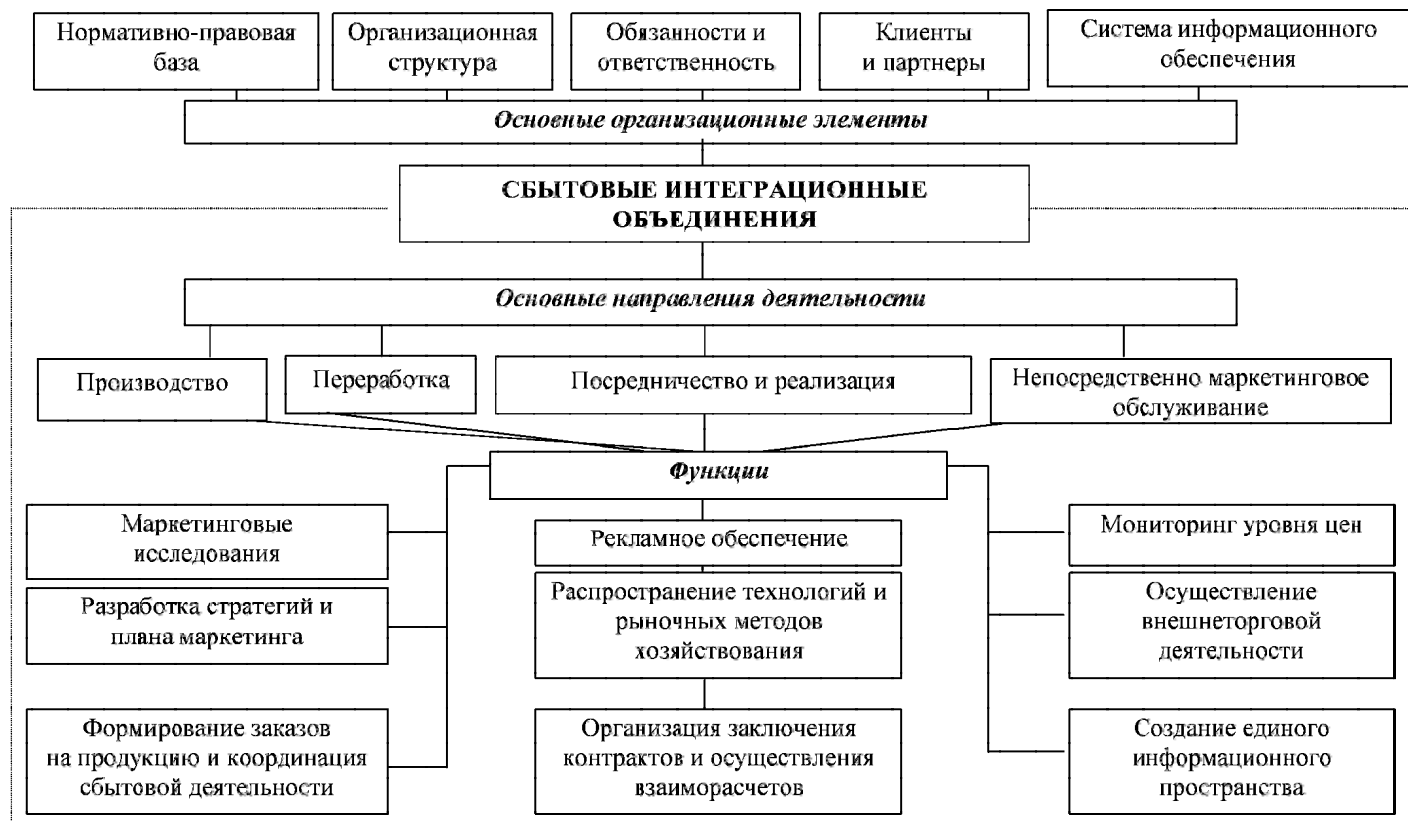 Нормативно-правовая
база
Организационная
структура
Обязанности и
ответственность
Клиенты
и партнеры
Система информационного
обеспечения
Основные организационные элементы
СБЫТОВЫЕ ИНТЕГРАЦИОННЫЕ
ОБЪЕДИНЕНИЯ
Основные направления деятельности
Производство
Переработка
Посредничество и реализация
Непосредственно маркетинговое
обслуживание
Функции
Маркетинговые
исследования
Разработка стратегий и
плана маркетинга
Формирование заказов
на продукцию и координация
сбытовой деятельности
Рекламное обеспечение
Распространение технологий и
рыночных методов
хозяйствования
Организация заключения
контрактов и осуществления
взаиморасчетов
Мониторинг уровня цен
Осуществление
внешнеторговой
деятельности
Создание единого
информационного
пространства